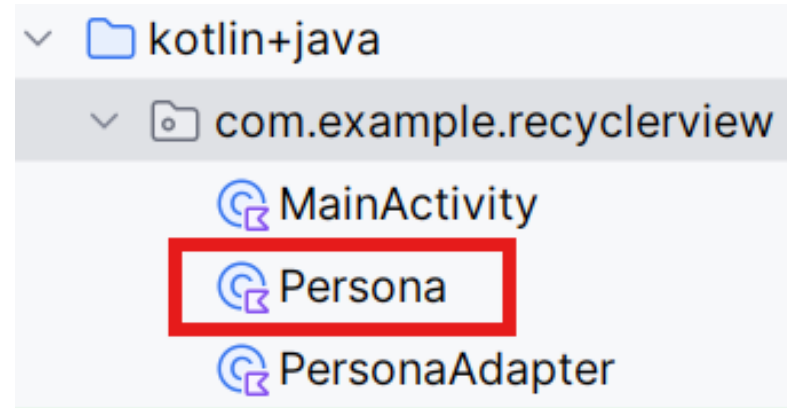 kotlin+java
com.example.recyclerview
MainActivity
Persona
PersonaAdapter